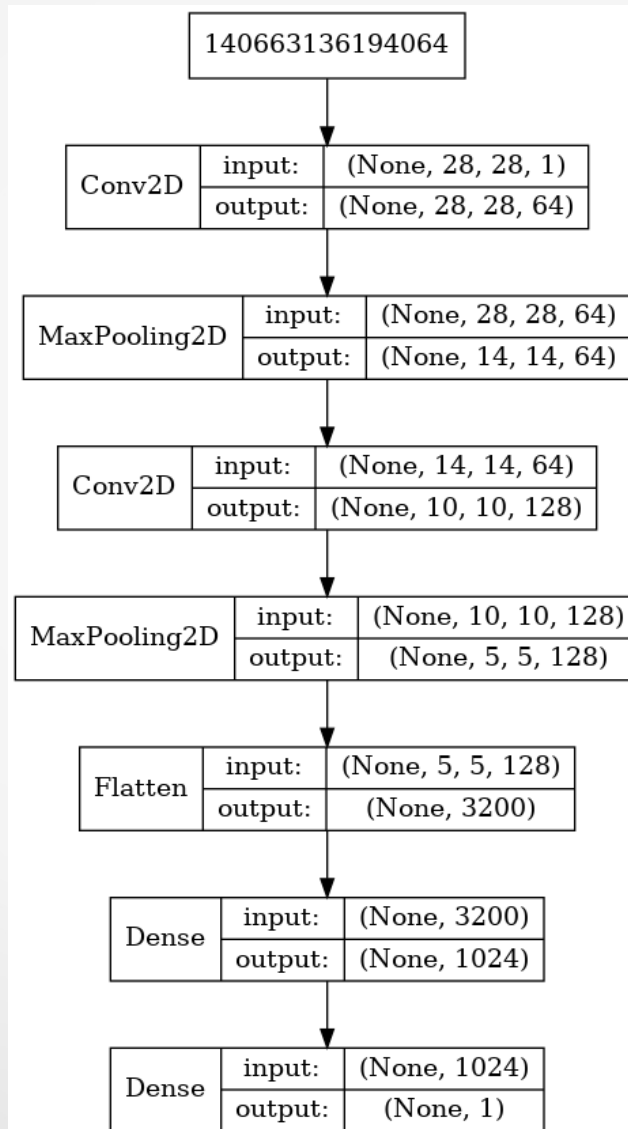 140663136194064
Conv2D
input: (None, 28, 28, 1)
output: (None, 28, 28, 64)
MaxPooling2D
input: (None, 28, 28, 64)
output: (None, 14, 14, 64)
Conv2D
input: (None, 14, 14, 64)
output: (None, 10, 10, 128)
MaxPooling2D
input: (None, 10, 10, 128)
output: (None, 5, 5, 128)
Flatten
input: (None, 5, 5, 128)
output: (None, 3200)
Dense
input: (None, 3200)
output: (None, 1024)
Dense
input: (None, 1024)
output: (None, 1)